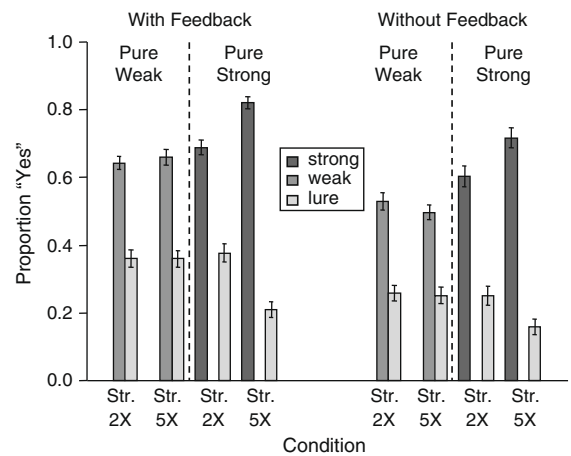 With Feedback
Without Feedback
Pure Weak
Pure Strong
Pure Weak
Pure Strong
Proportion “Yes”
1.0
0.8
0.6
0.4
0.2
0.0
strong
weak
lure
Str. 2X
Str. 5X
Str. 2X
Str. 5X
Str. 2X
Str. 5X
Str. 2X
Str. 5X
Condition